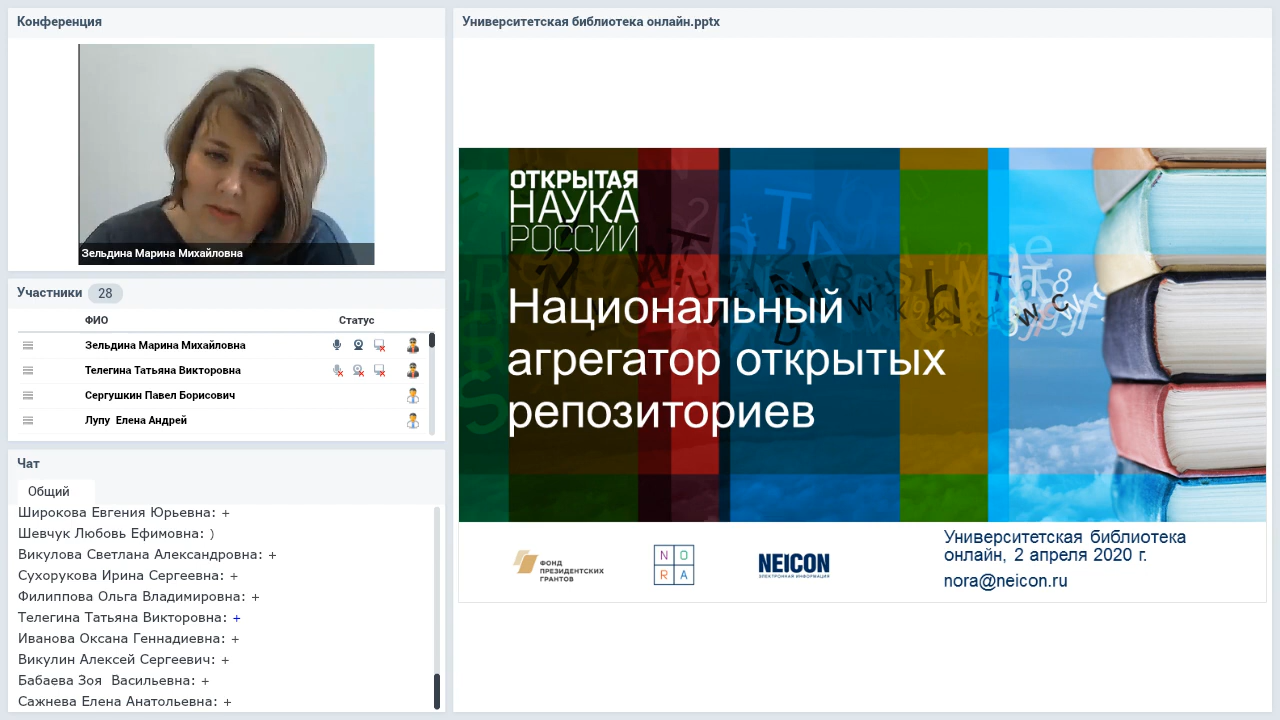 Конференция
Зельдина Марина Михайловна
Участники 28
ФИО Статус
Зельдина Марина Михайловна
Телегина Татьяна Викторовна
Сергушкин Павел Борисович
Лупу Елена Андрей
Чат
Общий
Широкова Евгения Юрьевна: +
Шевчук Любовь Ефимовна: )
Викулова Светлана Александровна: +
Сухорукова Ирина Сергеевна: +
Филиппова Ольга Владимировна: +
Телегина Татьяна Викторовна: +
Иванова Оксана Геннадиевна: +
Викулин Алексей Сергеевич: +
Бабаева Зоя Васильевна: +
Сажнева Елена Анатольевна: +
Университетская библиотека онлайн.pptx
ОТКРЫТАЯ
НАУКА
РОССИИ
Национальный
агрегатор открытых
репозиториев
ФОНД
ПРЕЗИДЕНТСКИХ
ГРАНТОВ
N O
R A
NEICON
ЭЛЕКТРОННАЯ ИНФОРМАЦИЯ
Университетская библиотека
онлайн, 2 апреля 2020 г.
nora@neicon.ru